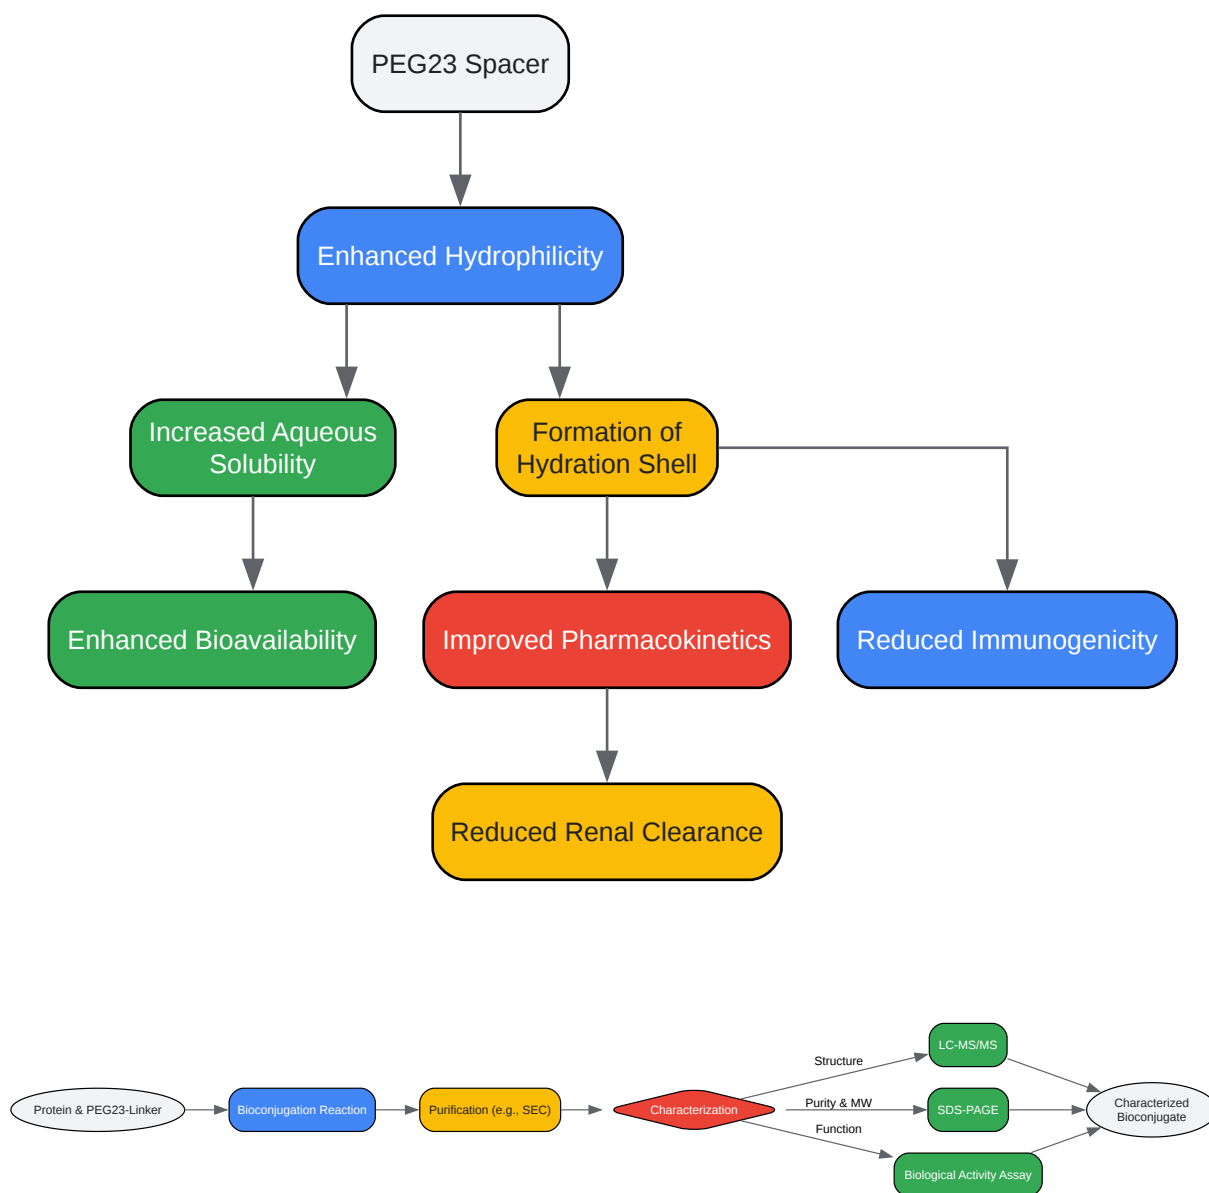 PEG23 Spacer
Enhanced Hydrophilicity
Increased Aqueous
Solubility
Formation of
Hydration Shell
Enhanced Bioavailability
Improved Pharmacokinetics
Reduced Immunogenicity
Reduced Renal Clearance
Protein & PEG23-Linker
Bioconjugation Reaction
Purification (e.g., SEC)
Characterization
Structure
Purity & MW
Function
LC-MS/MS
SDS-PAGE
Biological Activity Assay
Characterized
Bioconjugate